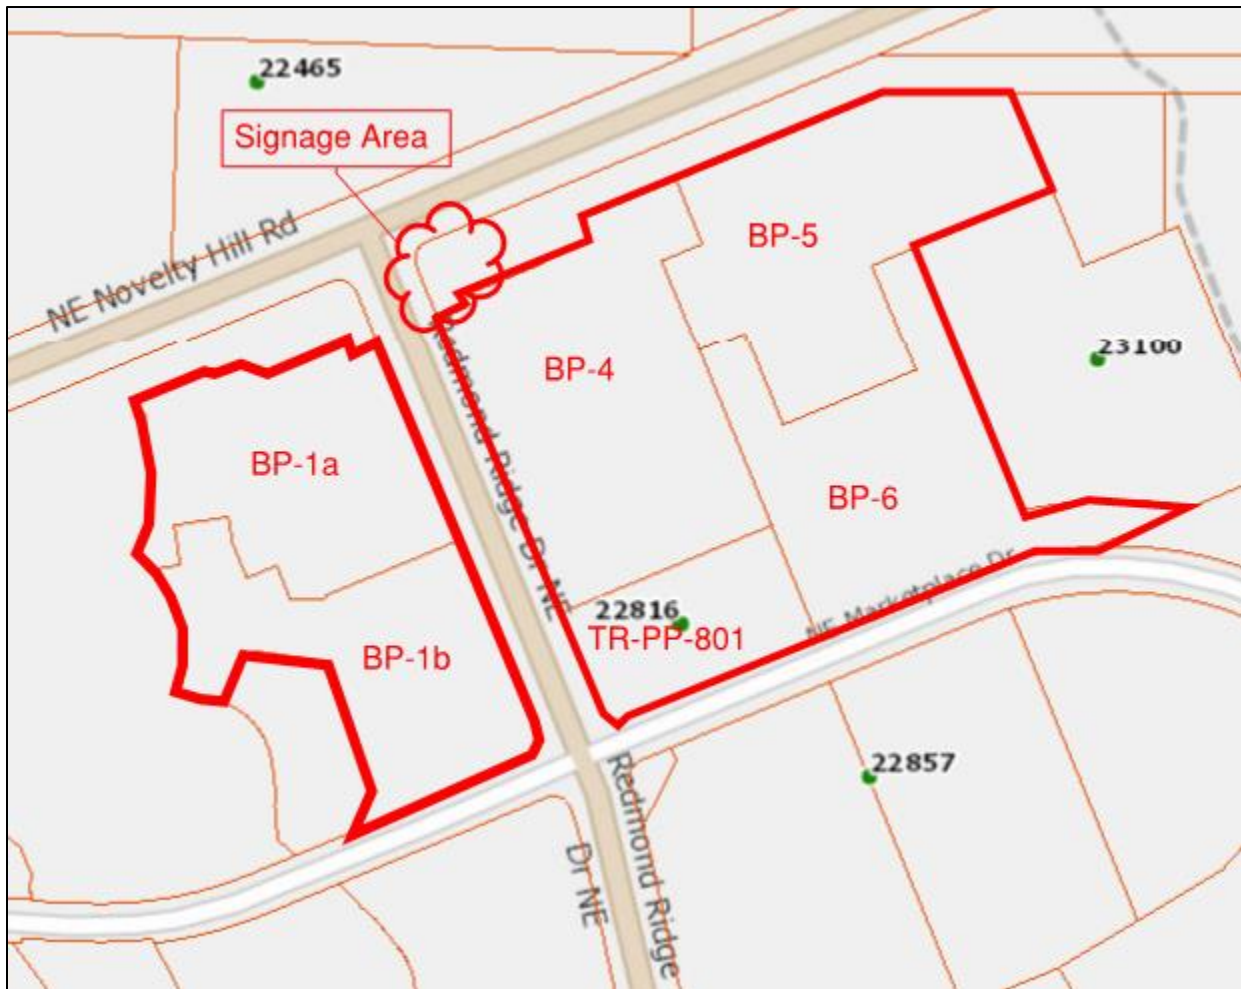 22465
Signage Area
NE Novelty Hill Rd
BP-5
BP-4
23100
Redmond Ridge Dr NE
BP-1a
BP-6
NE Marketplace Dr
22816
TR-PP-801
BP-1b
22857
Redmond Ridge
Dr NE